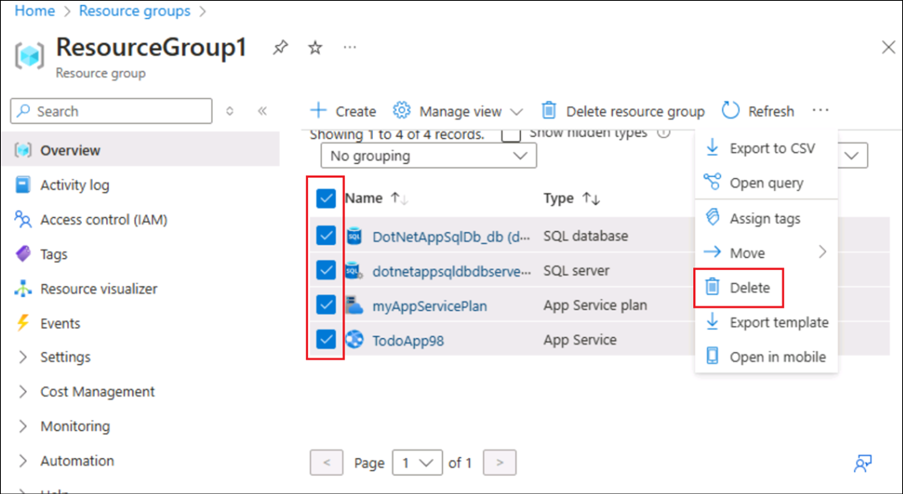 Home > Resource groups >
ResourceGroup1
Resource group
Search
Create Manage view Delete resource group Refresh
Showing 1 to 4 of 4 records. Show hidden types
No grouping
Name Type
DotNetAppSqlDb_db (d... SQL database
dotnetappsqldbdbserve... SQL server
myAppServicePlan App Service plan
TodoApp98 App Service
Export to CSV
Open query
Assign tags
Move
Delete
Export template
Open in mobile
Overview
Activity log
Access control (IAM)
Tags
Resource visualizer
Events
Settings
Cost Management
Monitoring
Automation
Help
< Page 1 of 1 >